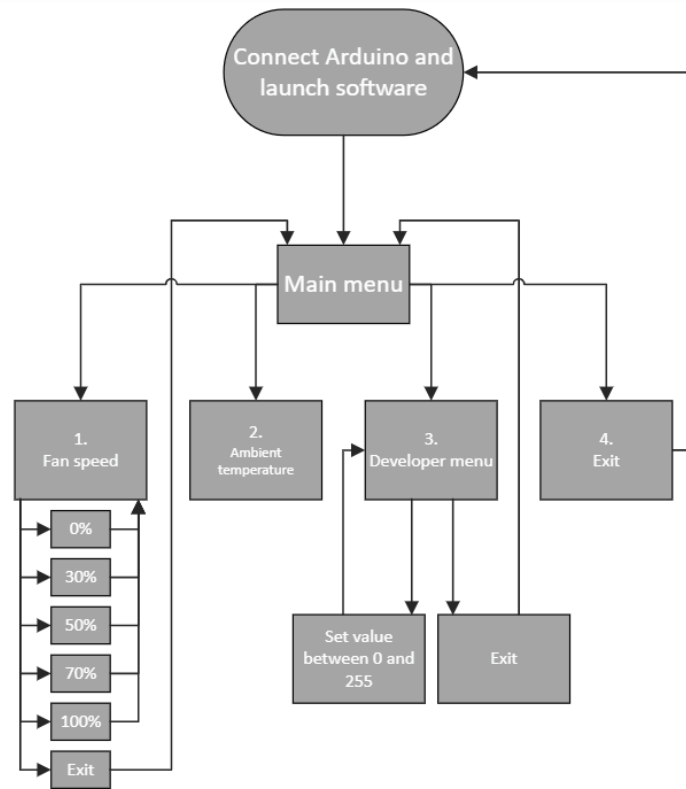 Connect Arduino and
launch software
Main menu
1.
Fan speed
2.
Ambient
temperature
3.
Developer menu
4.
Exit
0%
30%
50%
70%
100%
Exit
Set value
between 0 and
255
Exit